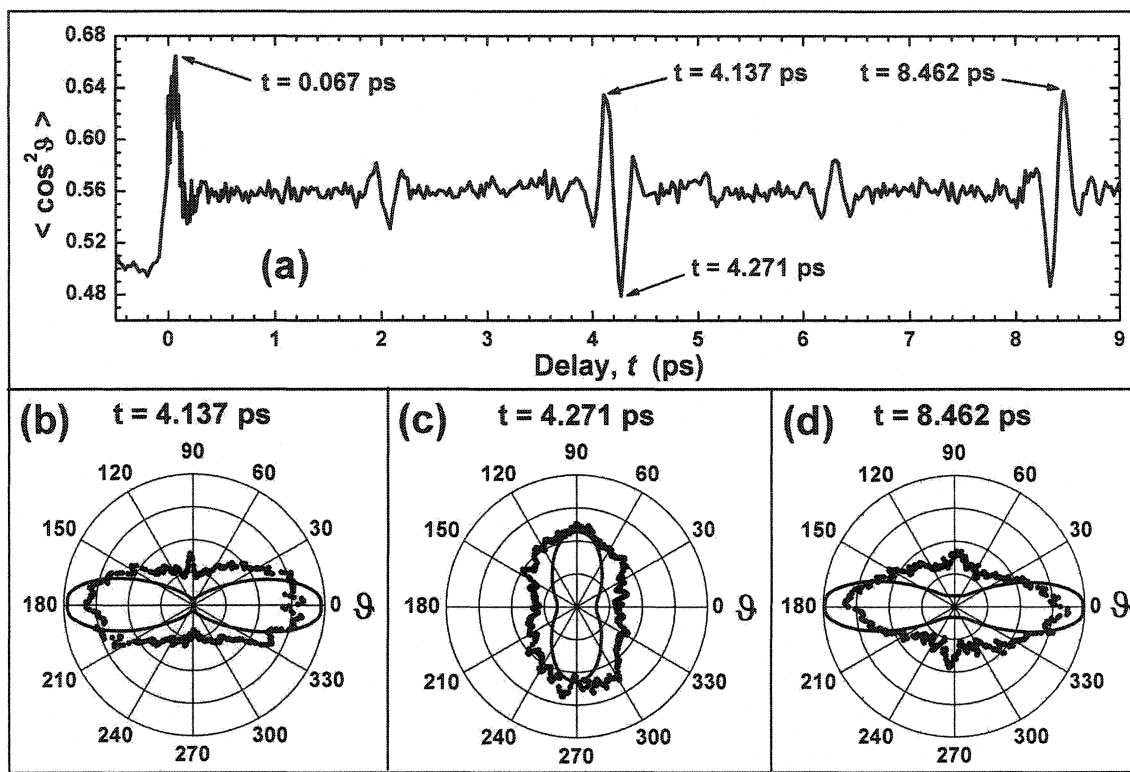 0.68
0.64
0.60
0.56
0.52
0.48
< cos²ϑ >
t = 0.067 ps
t = 4.137 ps
t = 8.462 ps
t = 4.271 ps
(a)
0 1 2 3 4 5 6 7 8 9
Delay, t (ps)
(b) t = 4.137 ps
90
120 60
150 30
180 0 ϑ
210 330
240 300
270
(c) t = 4.271 ps
90
120 60
150 30
180 0 ϑ
210 330
240 300
270
(d) t = 8.462 ps
90
120 60
150 30
180 0 ϑ
210 330
240 300
270